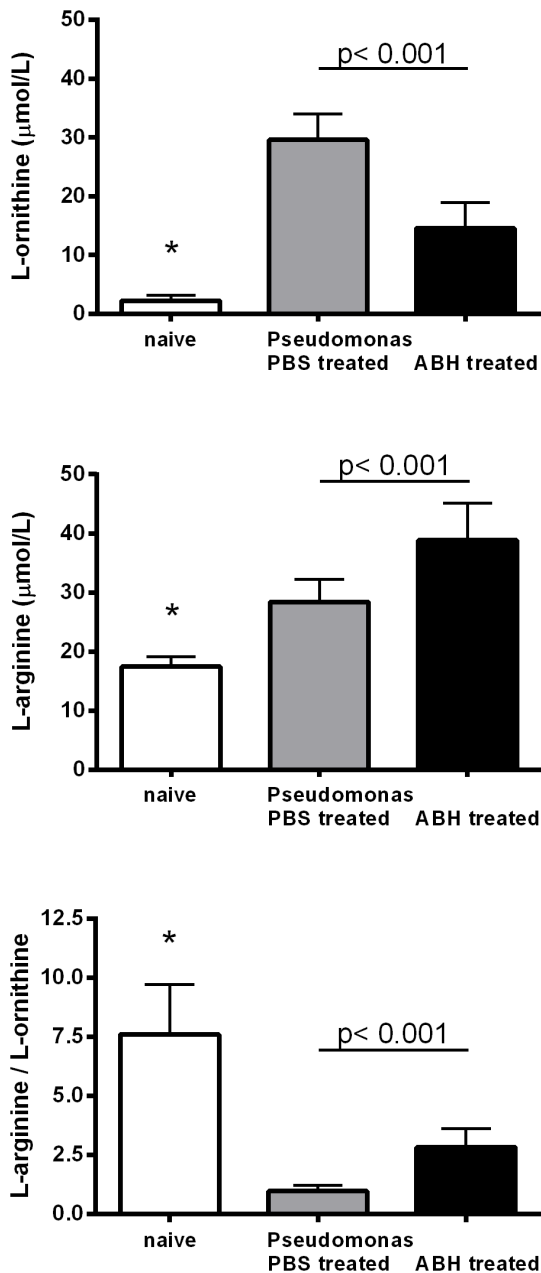 50
p< 0.001
40
30
20
*
10
0
L-ornithine (μmol/L)
naive
Pseudomonas
PBS treated
ABH treated
50
p< 0.001
40
30
*
20
10
0
L-arginine (μmol/L)
naive
Pseudomonas
PBS treated
ABH treated
12.5
*
10.0
p< 0.001
7.5
5.0
2.5
0.0
L-arginine / L-ornithine
naive
Pseudomonas
PBS treated
ABH treated